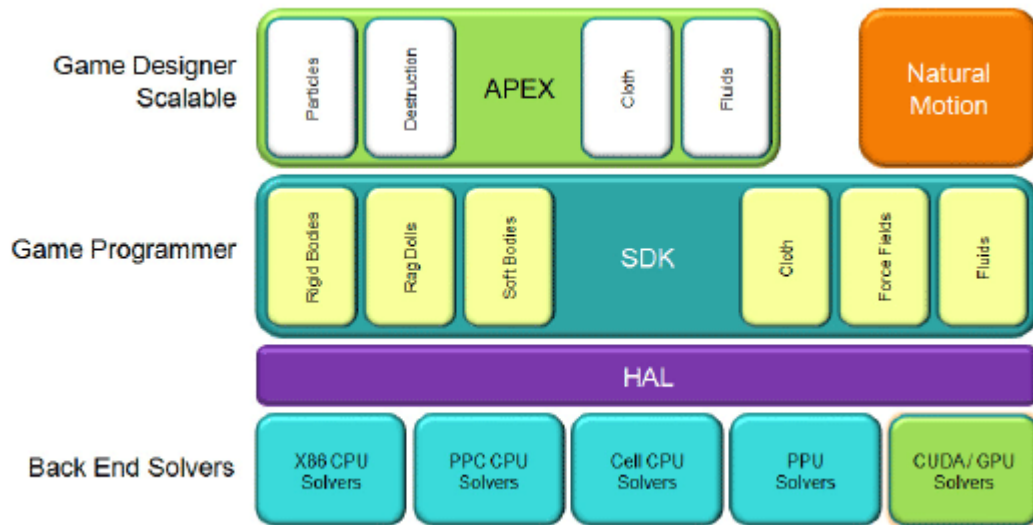 Game Designer
Scalable
Particles
Destruction
APEX
Cloth
Fluids
Natural
Motion
Game Programmer
Rigid Bodies
Rag Dolls
Soft Bodies
SDK
Cloth
Force Fields
Fluids
HAL
Back End Solvers
X86 CPU
Solvers
PPC CPU
Solvers
Cell CPU
Solvers
PPU
Solvers
CUDA / GPU
Solvers